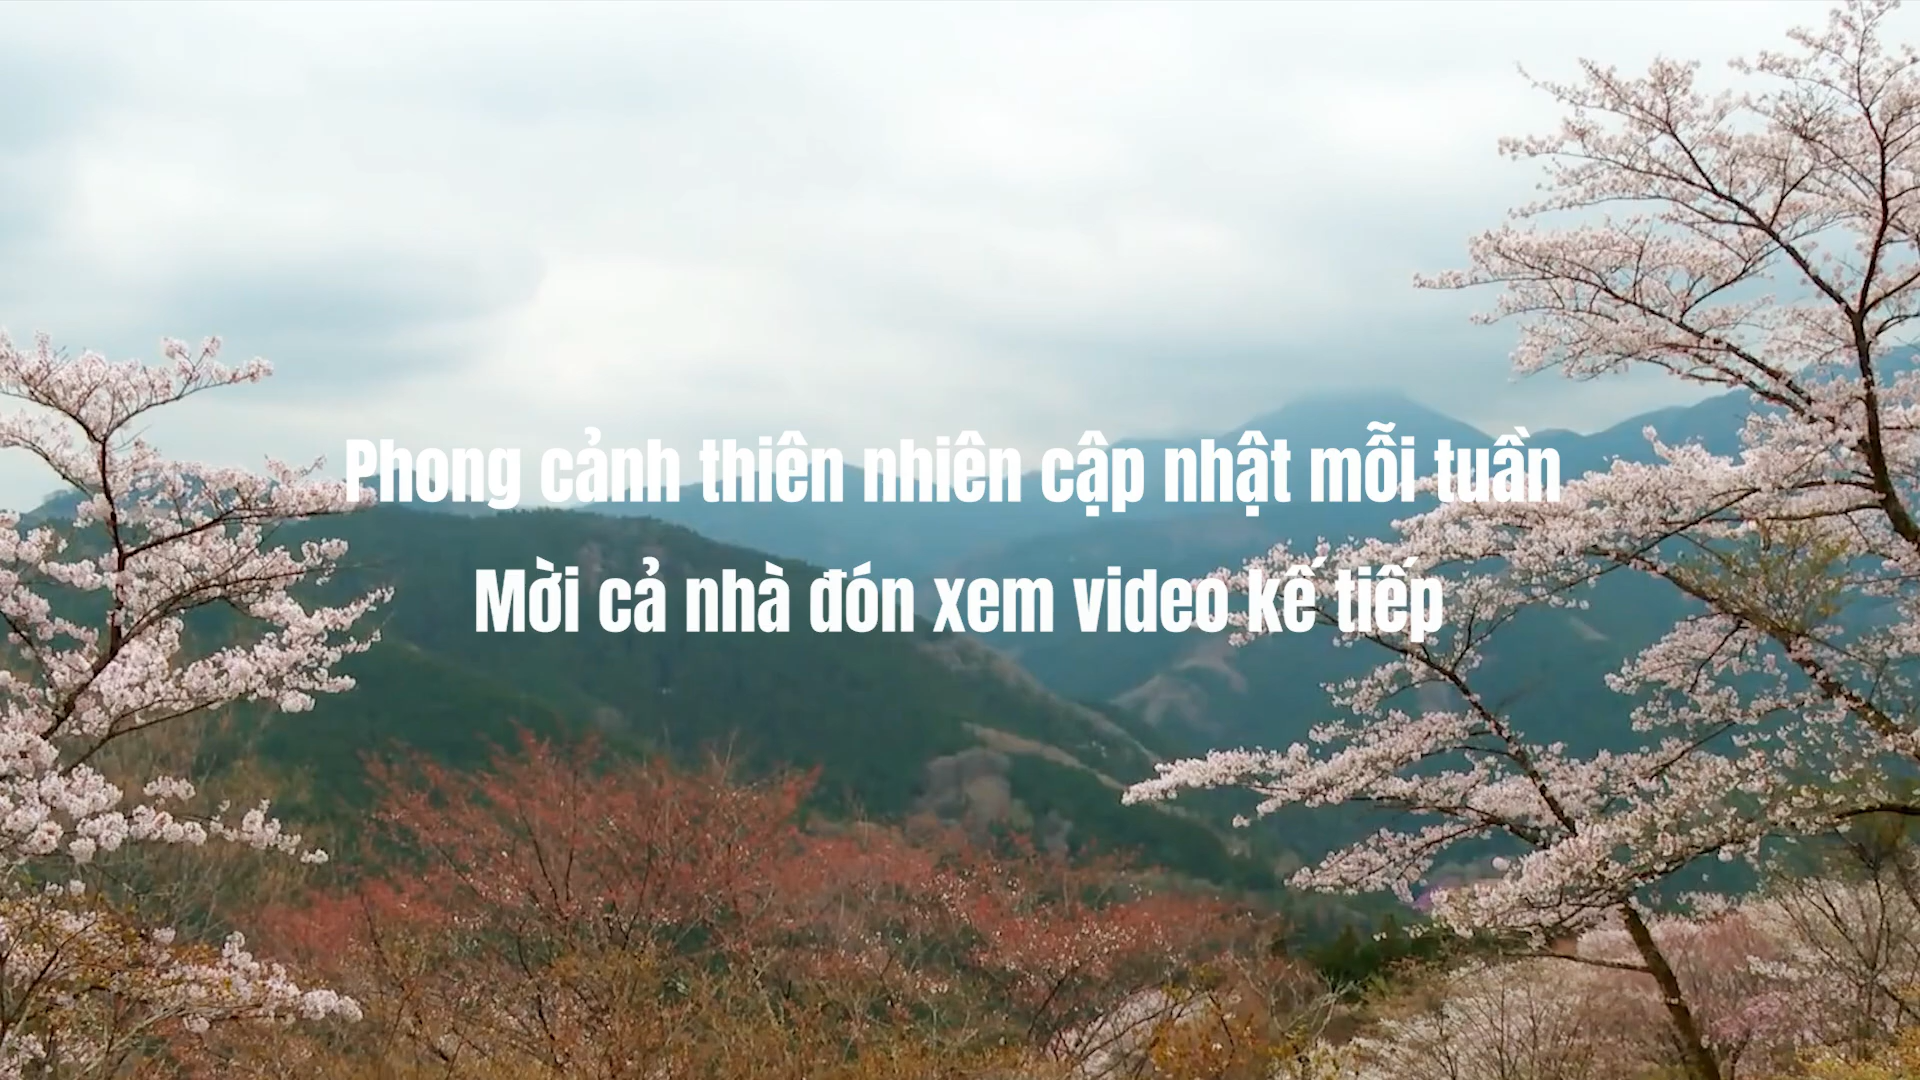 Phong cảnh thiên nhiên cập nhật mỗi tuần
Mời cả nhà đón xem video kế tiếp